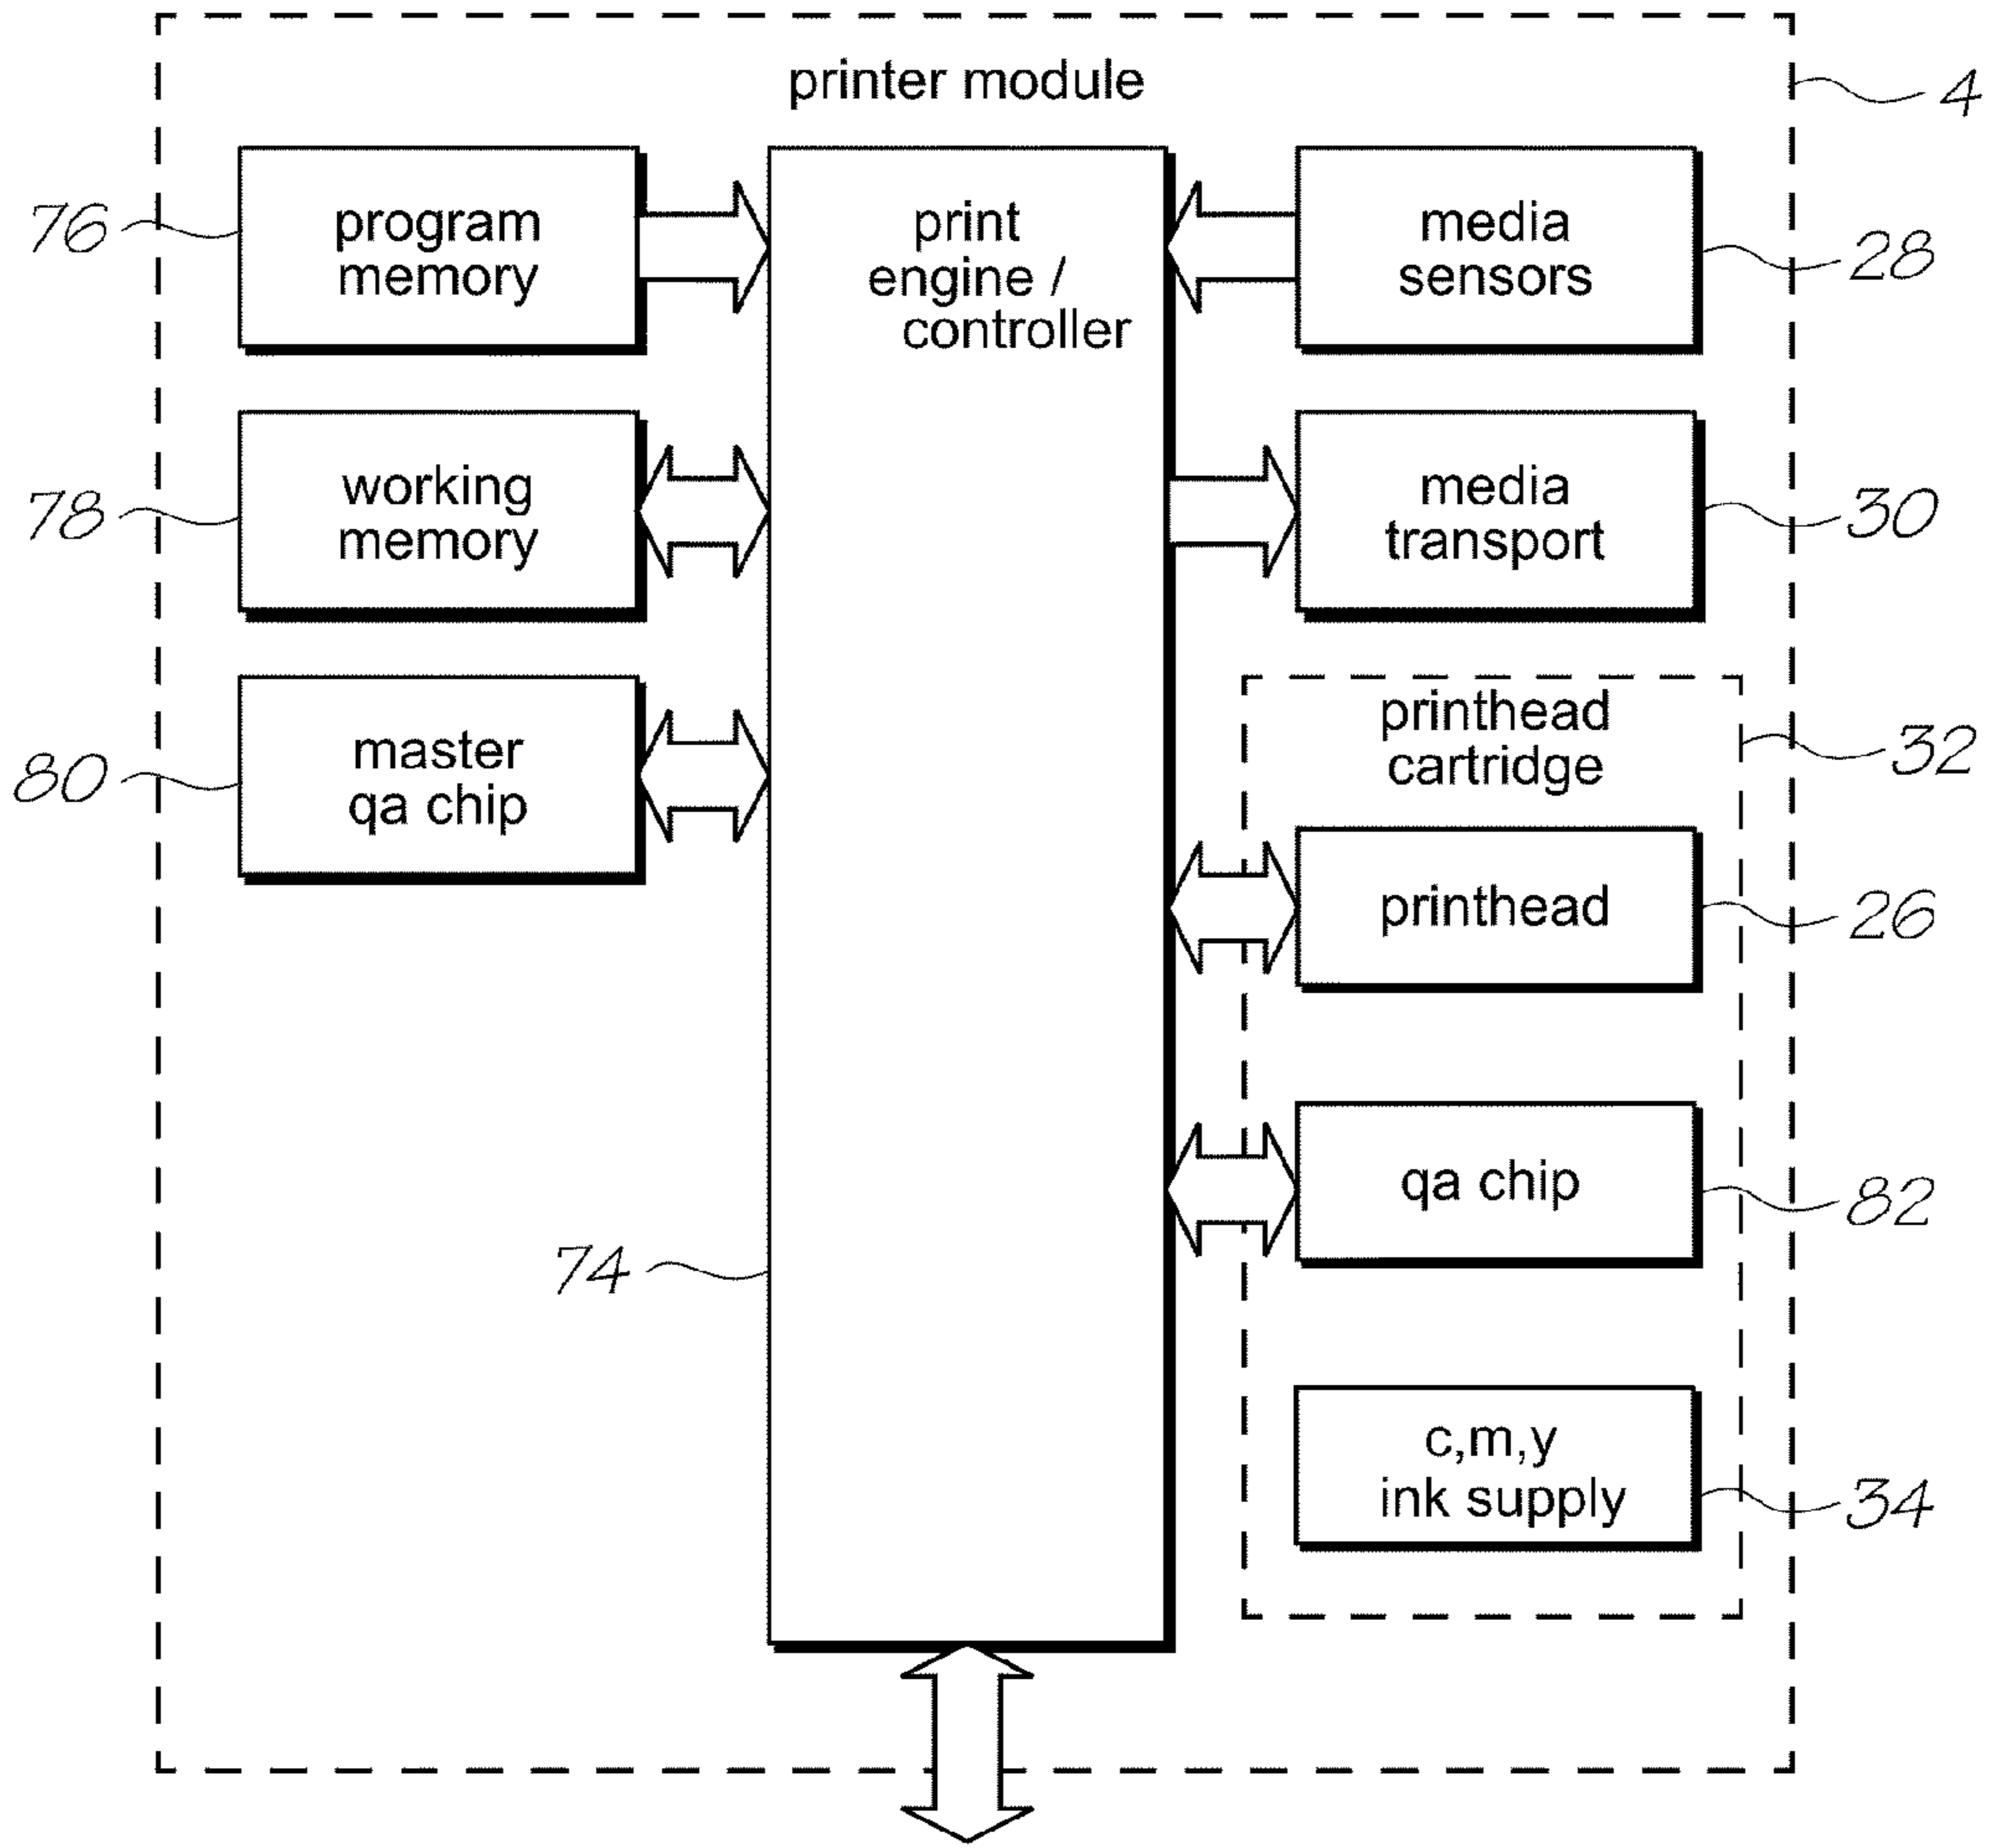 printer module
4
76
program
memory
print
engine /
controller
media
sensors
28
78
working
memory
media
transport
30
80
master
qa chip
printhead
cartridge
32
printhead
26
qa chip
82
74
c,m,y
ink supply
34